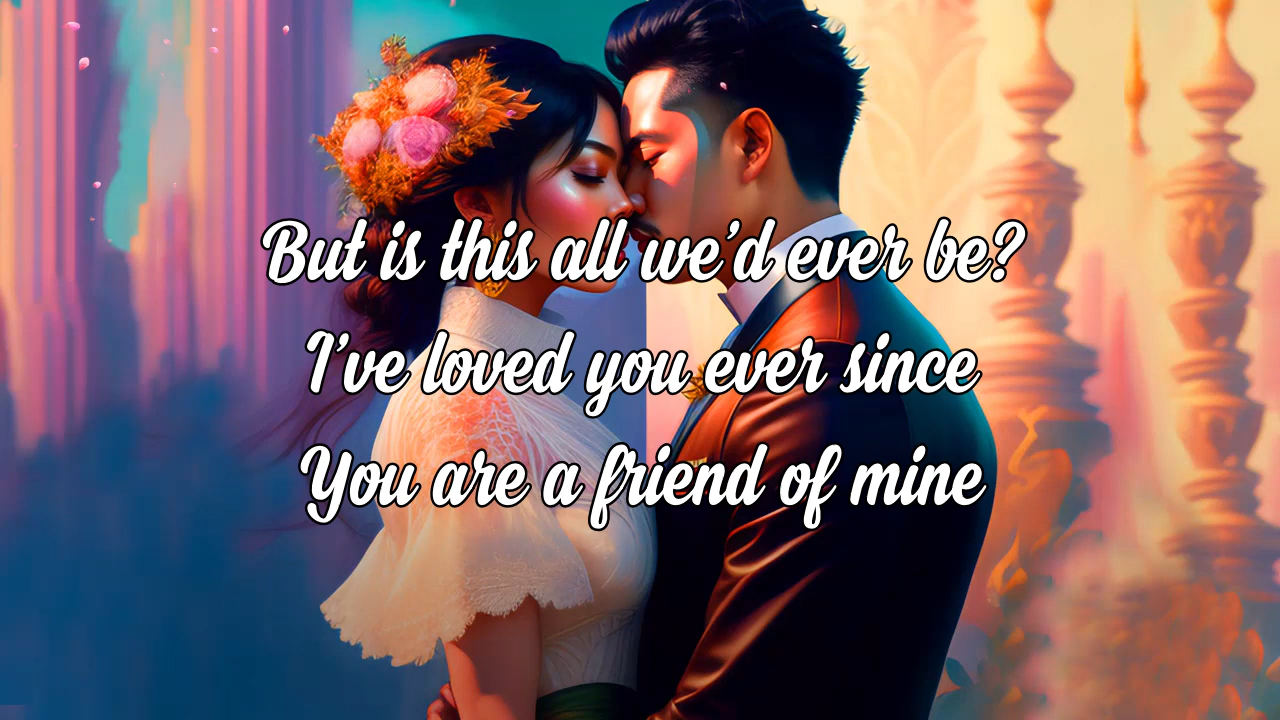 But is this all we'd ever be?
I've loved you ever since
You are a friend of mine